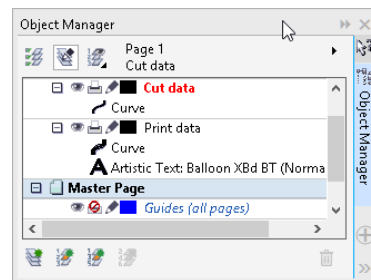 Object Manager
Page 1
Cut data
Cut data
Curve
Print data
Curve
Artistic Text: Balloon XBd BT (Norma
Master Page
Guides (all pages)
Object Manager